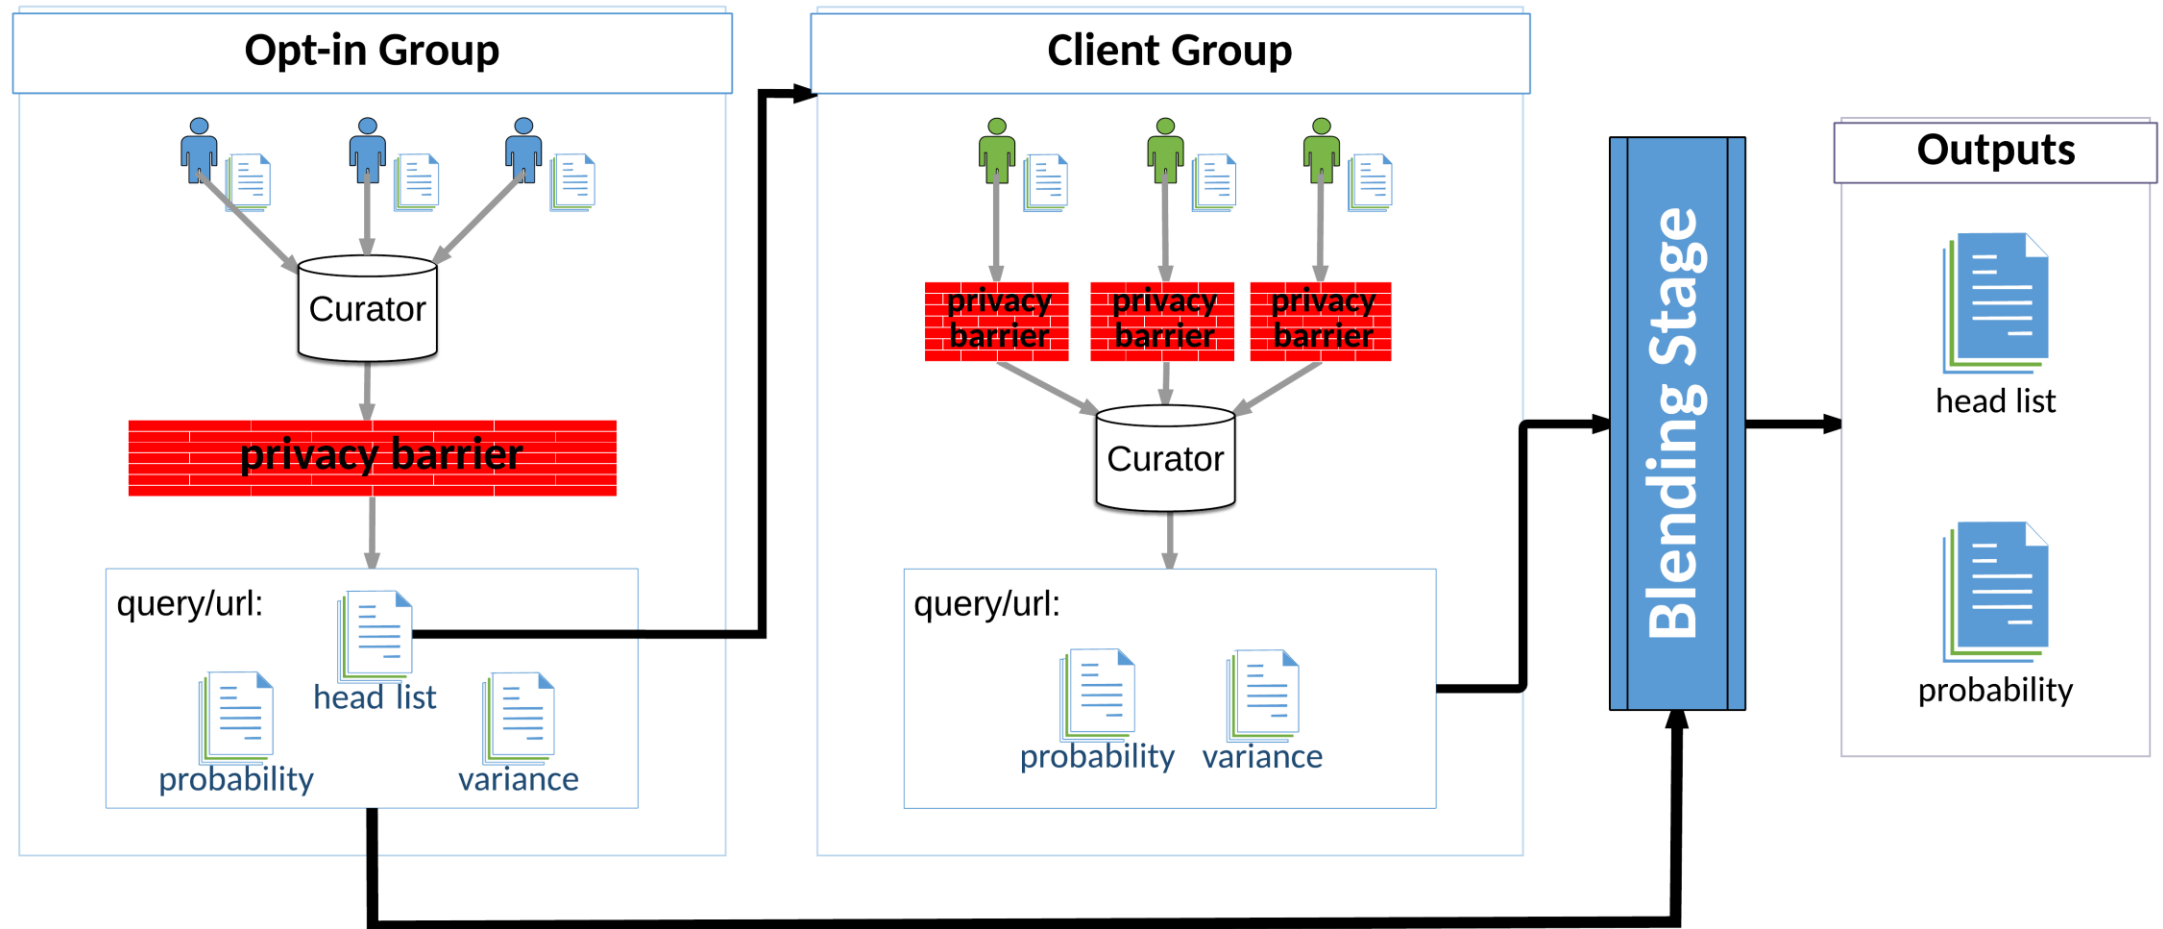 Opt-in Group
Curator
privacy barrier
query/url:
head list
probability
variance
Client Group
privacy
barrier
privacy
barrier
privacy
barrier
Curator
query/url:
probability
variance
Blending Stage
Outputs
head list
probability